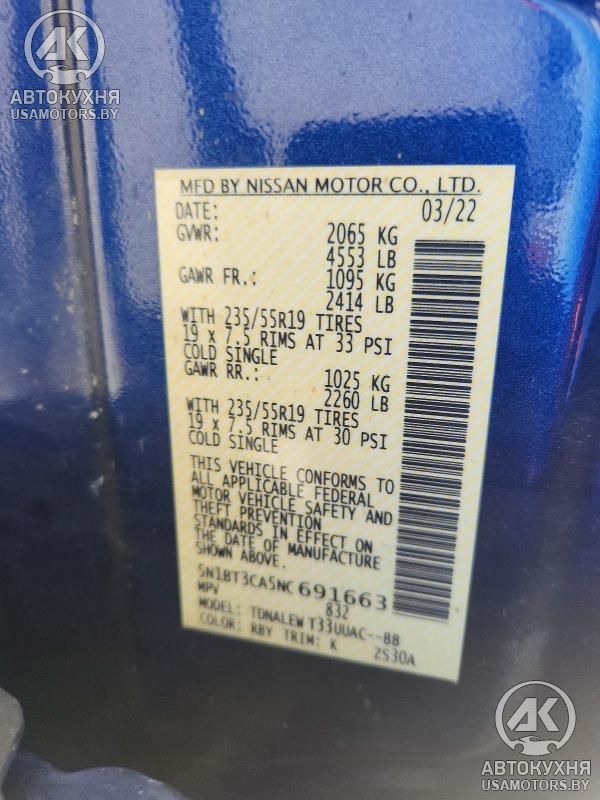 АК
АВТОКУХНЯ
USAMOTORS.BY
MFD BY NISSAN MOTOR CO., LTD.
DATE: 03/22
GVWR: 2065 KG
4553 LB
GAWR FR.: 1095 KG
2414 LB
WITH 235/55R19 TIRES
19 x 7.5 RIMS AT 33 PSI
COLD SINGLE
GAWR RR.: 1025 KG
2260 LB
WITH 235/55R19 TIRES
19 x 7.5 RIMS AT 30 PSI
COLD SINGLE
THIS VEHICLE CONFORMS TO
ALL APPLICABLE FEDERAL
MOTOR VEHICLE SAFETY AND
THEFT PREVENTION
STANDARDS IN EFFECT ON
THE DATE OF MANUFACTURE
SHOWN ABOVE.
5N1BT3CA5NC691663
MPV 832
MODEL: TDNALEW T33UUAC--BB
COLOR: RBY TRIM: K 2S30A
АК
АВТОКУХНЯ
USAMOTORS.BY